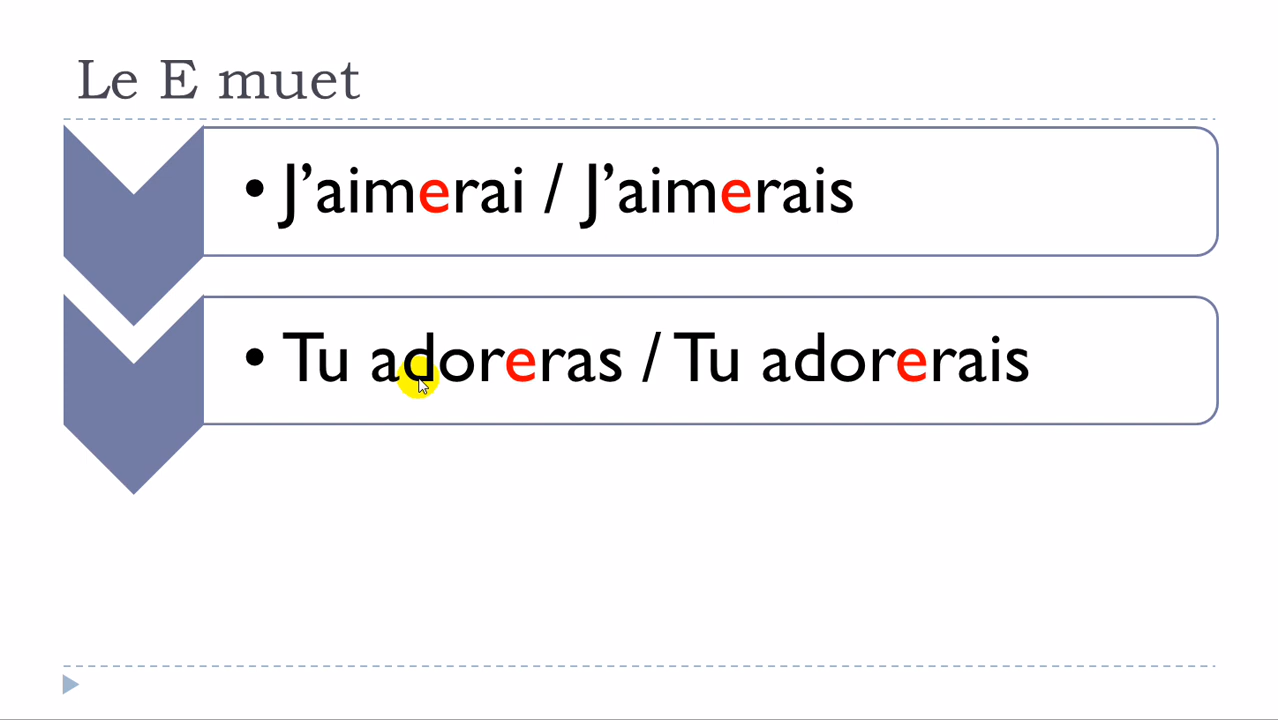 Le E muet
• J’aimerai / J’aimerais
• Tu adoreras / Tu adorerais